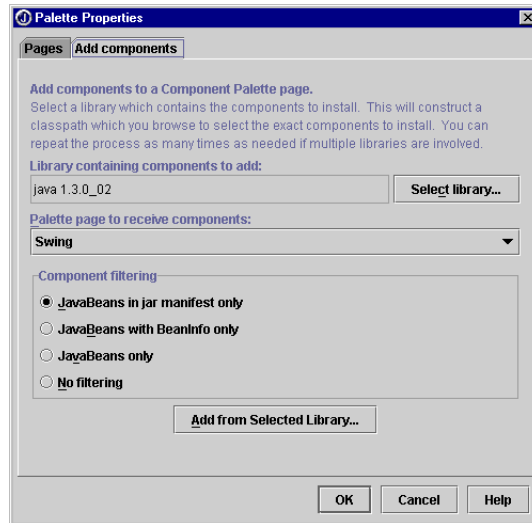 Palette Properties
Pages Add components
Add components to a Component Palette page.
Select a library which contains the components to install. This will construct a
classpath which you browse to select the exact components to install. You can
repeat the process as many times as needed if multiple libraries are involved.
Library containing components to add:
java 1.3.0_02 Select library...
Palette page to receive components:
Swing
Component filtering
JavaBeans in jar manifest only
JavaBeans with BeanInfo only
JavaBeans only
No filtering
Add from Selected Library...
OK Cancel Help